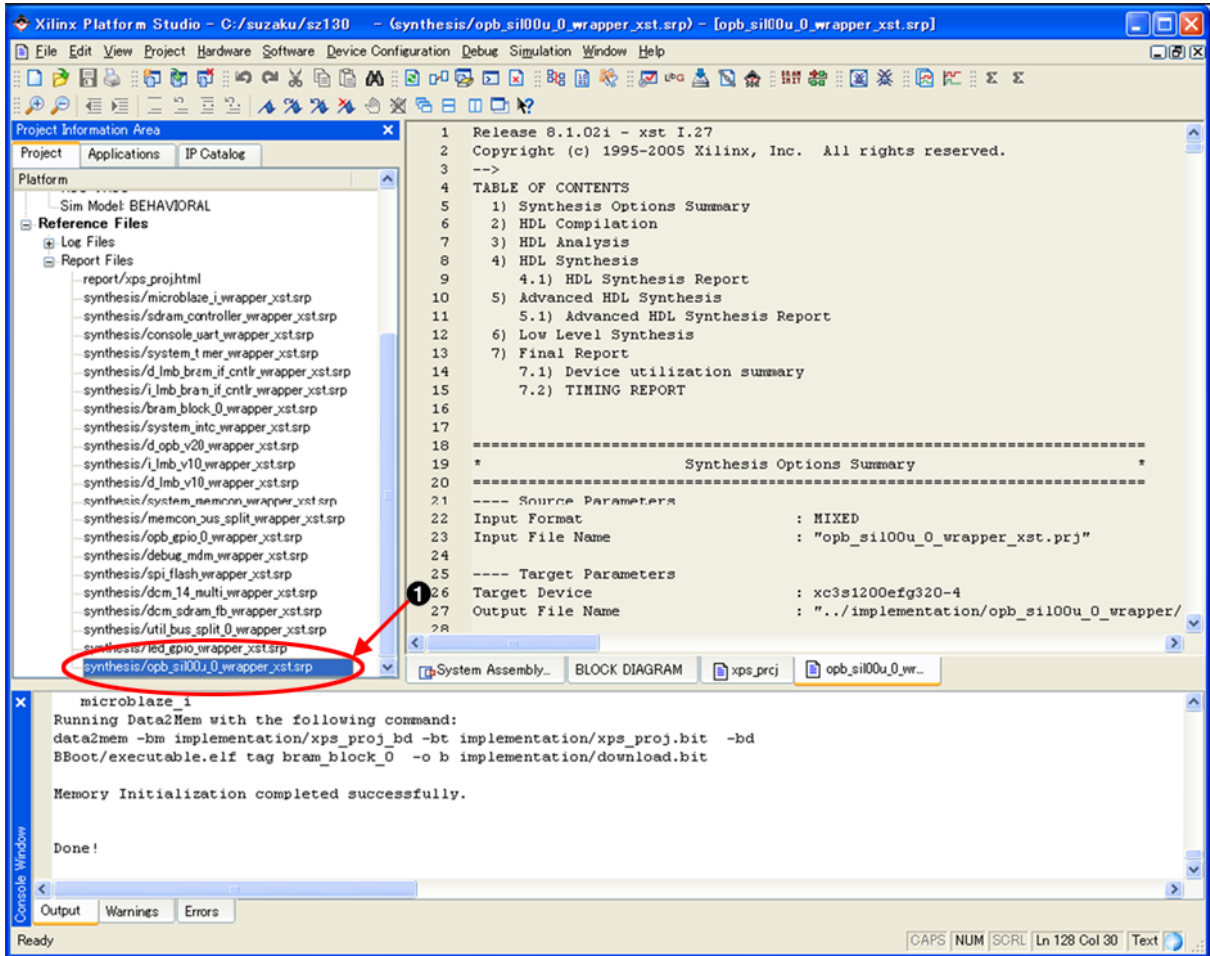 Xilinx Platform Studio - C:/suzaku/sz130 - (synthesis/opb_sil00u_0_wrapper_xst.srp) - [opb_sil00u_0_wrapper_xst.srp]
File Edit View Project Hardware Software Device Configuration Debug Simulation Window Help
Project Information Area
Project Applications IP Catalog
Platform
Sim Model: BEHAVIORAL
Reference Files
Log Files
Report Files
report/xps_proj.html
synthesis/microblaze_i_wrapper_xst.srp
synthesis/sdram_controller_wrapper_xst.srp
synthesis/console_uart_wrapper_xst.srp
synthesis/system_timer_wrapper_xst.srp
synthesis/d_lmb_bram_if_cntlr_wrapper_xst.srp
synthesis/i_lmb_bram_if_cntlr_wrapper_xst.srp
synthesis/bram_block_0_wrapper_xst.srp
synthesis/system_intc_wrapper_xst.srp
synthesis/d_opb_v20_wrapper_xst.srp
synthesis/i_lmb_v10_wrapper_xst.srp
synthesis/d_lmb_v10_wrapper_xst.srp
synthesis/system_memcon_wrapper_xst.srp
synthesis/memcon_bus_split_wrapper_xst.srp
synthesis/opb_gpio_0_wrapper_xst.srp
synthesis/debug_mdm_wrapper_xst.srp
synthesis/spi_flash_wrapper_xst.srp
synthesis/dcm_14_multi_wrapper_xst.srp
synthesis/dcm_sdram_fb_wrapper_xst.srp
synthesis/util_bus_split_0_wrapper_xst.srp
synthesis/led_gpio_wrapper_xst.srp
synthesis/opb_sil00u_0_wrapper_xst.srp
1
1 Release 8.1.02i - xst I.27
2 Copyright (c) 1995-2005 Xilinx, Inc. All rights reserved.
3 -->
4 TABLE OF CONTENTS
5 1) Synthesis Options Summary
6 2) HDL Compilation
7 3) HDL Analysis
8 4) HDL Synthesis
9 4.1) HDL Synthesis Report
10 5) Advanced HDL Synthesis
11 5.1) Advanced HDL Synthesis Report
12 6) Low Level Synthesis
13 7) Final Report
14 7.1) Device utilization summary
15 7.2) TIMING REPORT
16
17
18 =========================================================================
19 * Synthesis Options Summary *
20 =========================================================================
21 ---- Source Parameters
22 Input Format : MIXED
23 Input File Name : "opb_sil00u_0_wrapper_xst.prj"
24
25 ---- Target Parameters
26 Target Device : xc3s1200efg320-4
27 Output File Name : "../implementation/opb_sil00u_0_wrapper/
28
System Assembly... BLOCK DIAGRAM xps_prcj opb_sil00u_0_wr...
microblaze_i
Running Data2Mem with the following command:
data2mem -bm implementation/xps_proj_bd -bt implementation/xps_proj.bit -bd
BBoot/executable.elf tag bram_block_0 -o b implementation/download.bit
Memory Initialization completed successfully.
Done!
Console Window
Output Warnings Errors
Ready CAPS NUM SCRL Ln 128 Col 30 Text